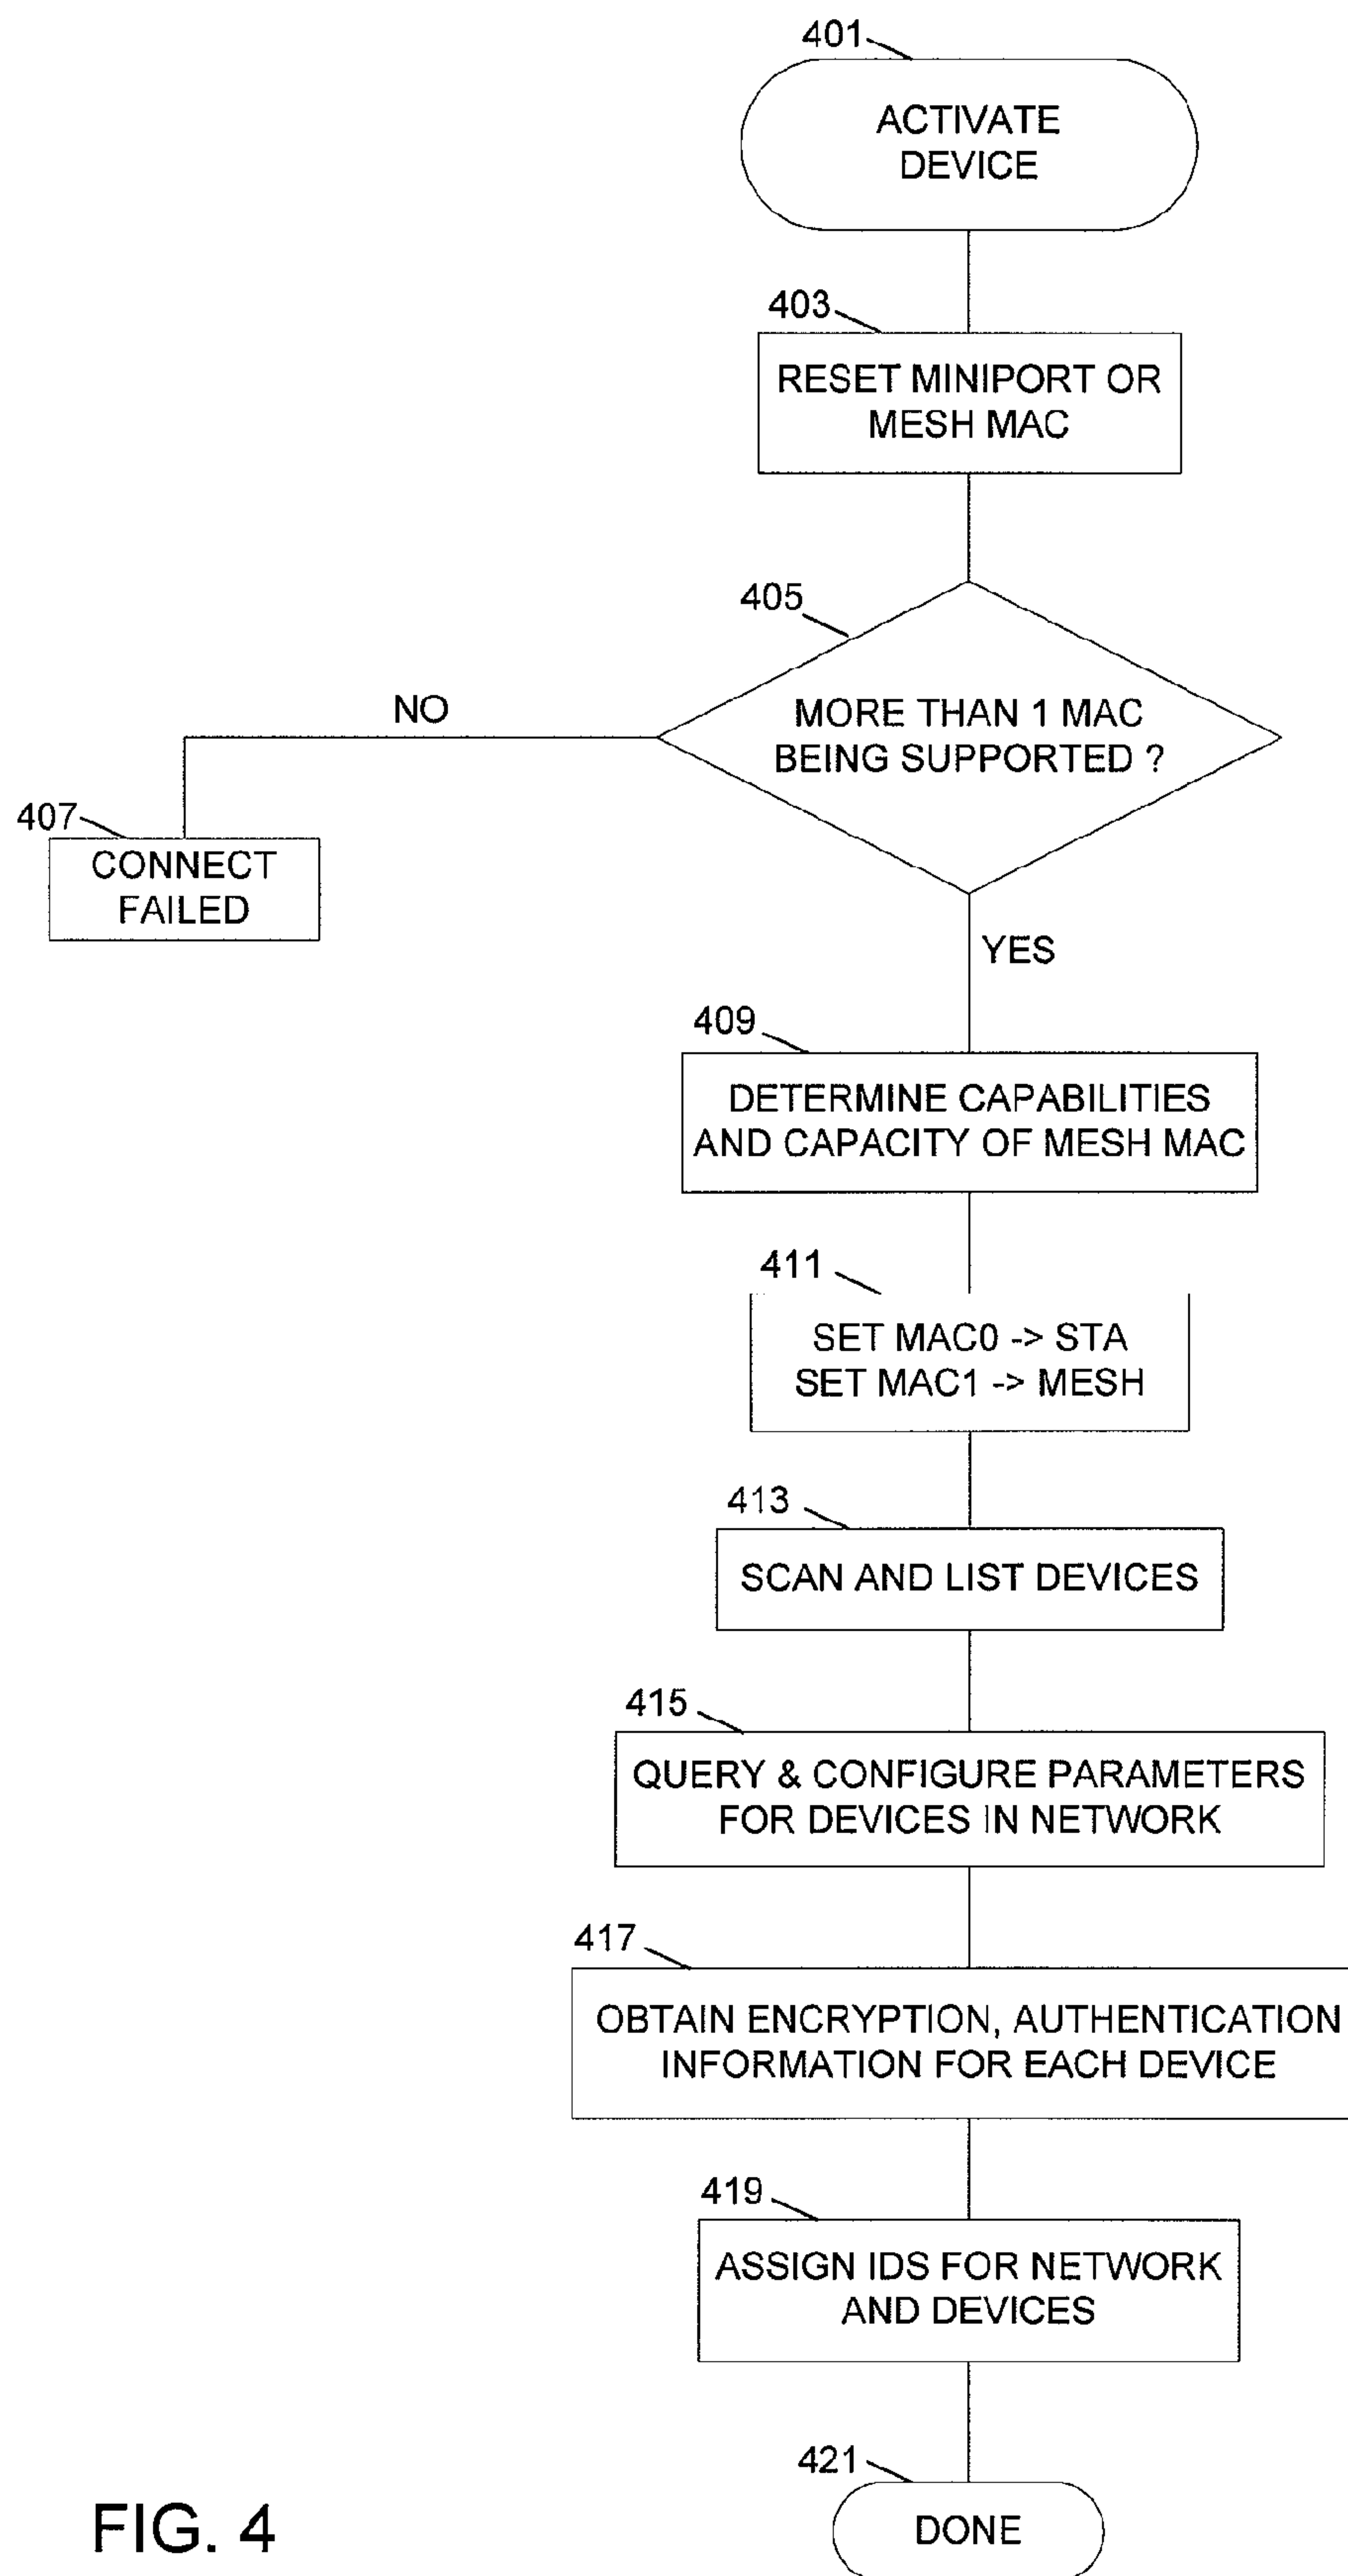 401
ACTIVATE
DEVICE
403
RESET MINIPORT OR
MESH MAC
405
MORE THAN 1 MAC
BEING SUPPORTED ?
NO
407
CONNECT
FAILED
YES
409
DETERMINE CAPABILITIES
AND CAPACITY OF MESH MAC
411
SET MAC0 -> STA
SET MAC1 -> MESH
413
SCAN AND LIST DEVICES
415
QUERY & CONFIGURE PARAMETERS
FOR DEVICES IN NETWORK
417
OBTAIN ENCRYPTION, AUTHENTICATION
INFORMATION FOR EACH DEVICE
419
ASSIGN IDS FOR NETWORK
AND DEVICES
421
DONE
FIG. 4